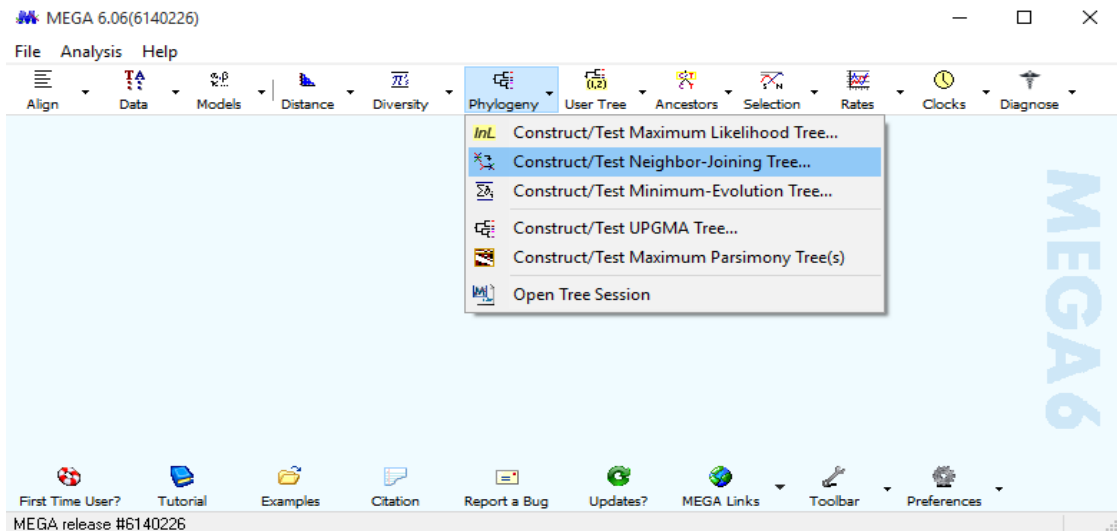 MEGA 6.06(6140226)
File Analysis Help
Align Data Models Distance Diversity Phylogeny User Tree Ancestors Selection Rates Clocks Diagnose
Construct/Test Maximum Likelihood Tree...
Construct/Test Neighbor-Joining Tree...
Construct/Test Minimum-Evolution Tree...
Construct/Test UPGMA Tree...
Construct/Test Maximum Parsimony Tree(s)
Open Tree Session
MEGA 6
First Time User? Tutorial Examples Citation Report a Bug Updates? MEGA Links Toolbar Preferences
MEGA release #6140226